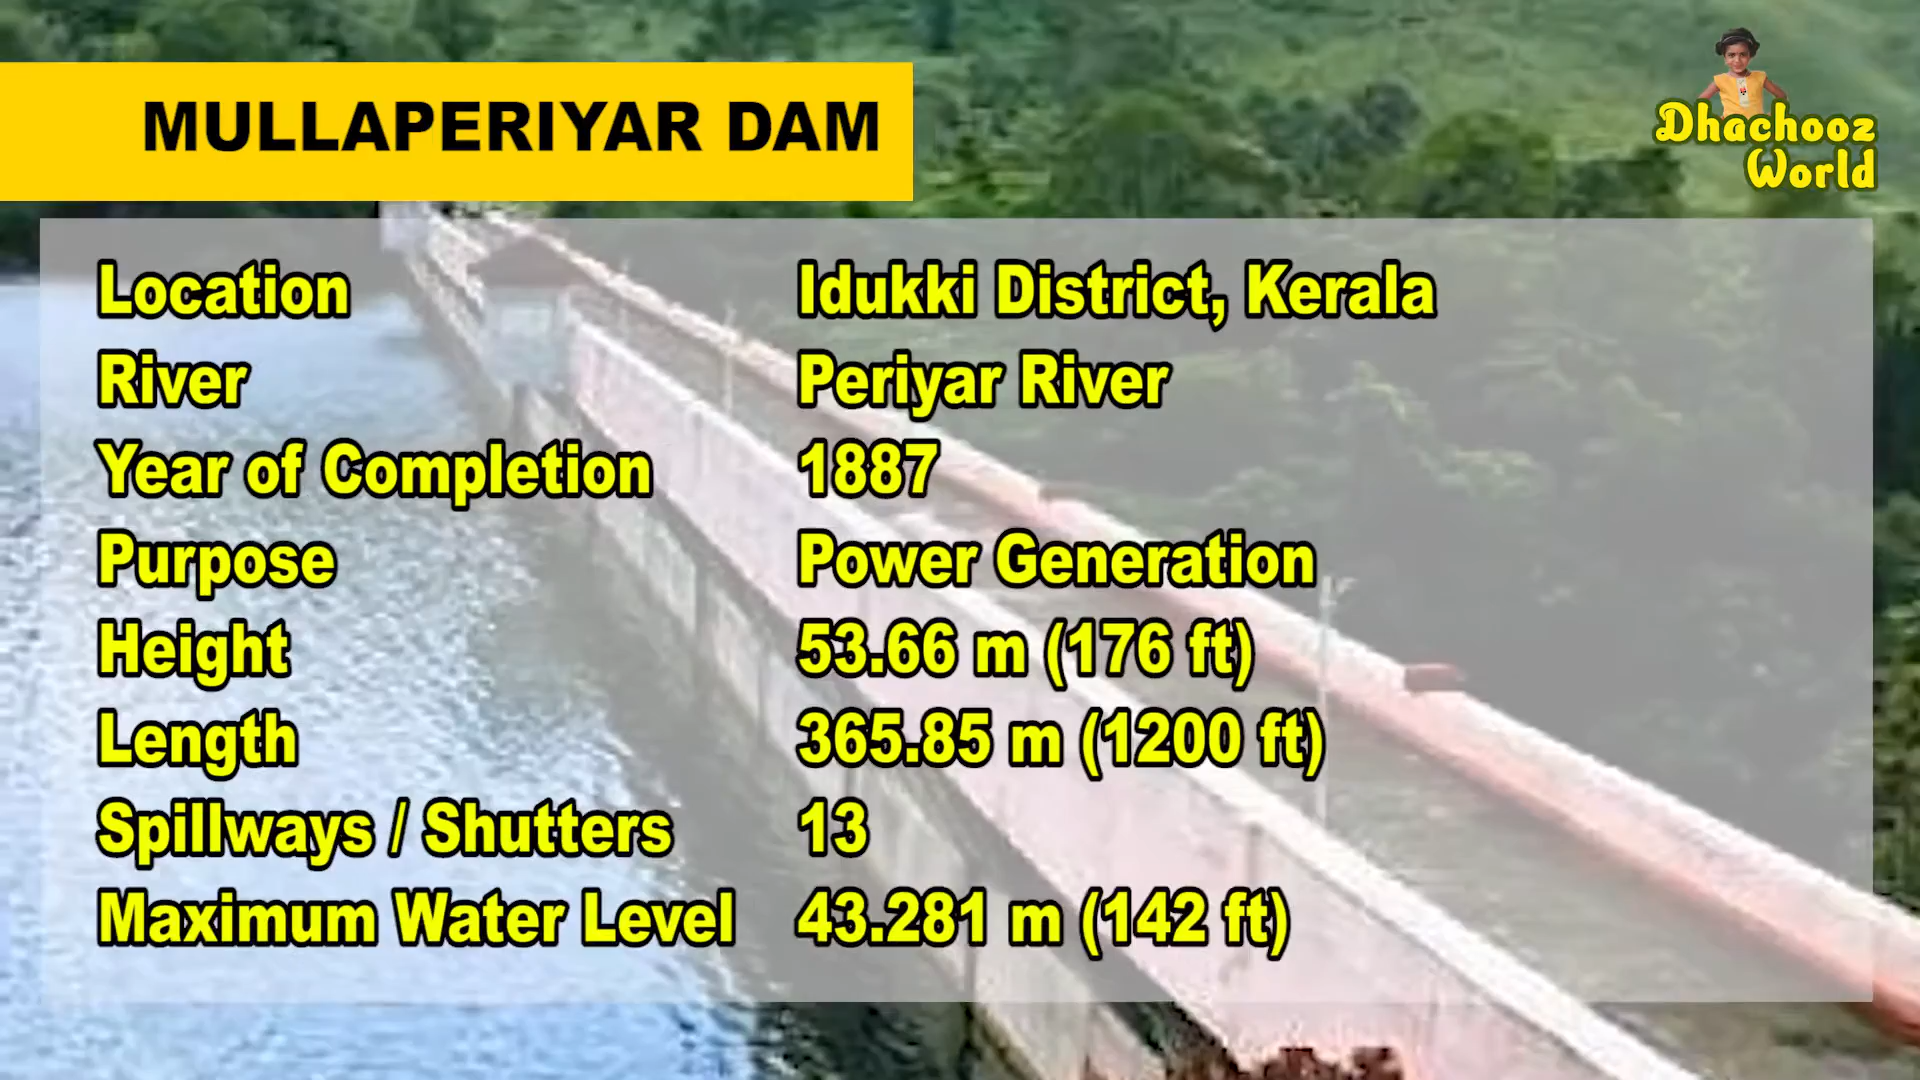 MULLAPERIYAR DAM
Dhachooz
World
Location Idukki District, Kerala
River Periyar River
Year of Completion 1887
Purpose Power Generation
Height 53.66 m (176 ft)
Length 365.85 m (1200 ft)
Spillways / Shutters 13
Maximum Water Level 43.281 m (142 ft)